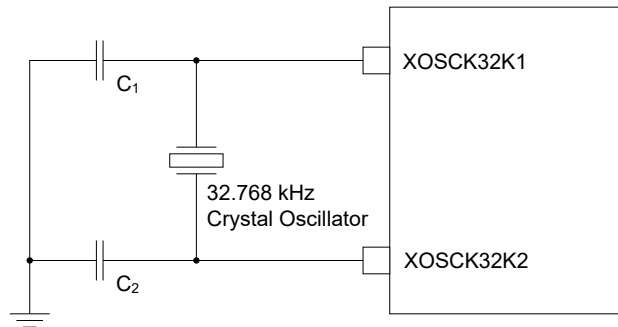 XOSCK32K1
C₁
32.768 kHz
Crystal Oscillator
XOSCK32K2
C₂